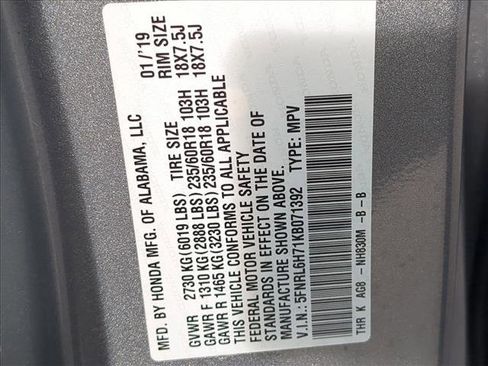 MFD. BY HONDA MFG. OF ALABAMA, LLC 01/'19
TIRE SIZE RIM SIZE
GVWR 2730 KG (6019 LBS)
GAWR F 1310 KG (2888 LBS) 235/60R18 103H 18X7.5J
GAWR R 1465 KG (3230 LBS) 235/60R18 103H 18X7.5J
THIS VEHICLE CONFORMS TO ALL APPLICABLE
FEDERAL MOTOR VEHICLE SAFETY
STANDARDS IN EFFECT ON THE DATE OF
MANUFACTURE SHOWN ABOVE.
V.I.N.: 5FNRL6H71KB071392 TYPE: MPV
THR K AG8 - NH830M -B - B